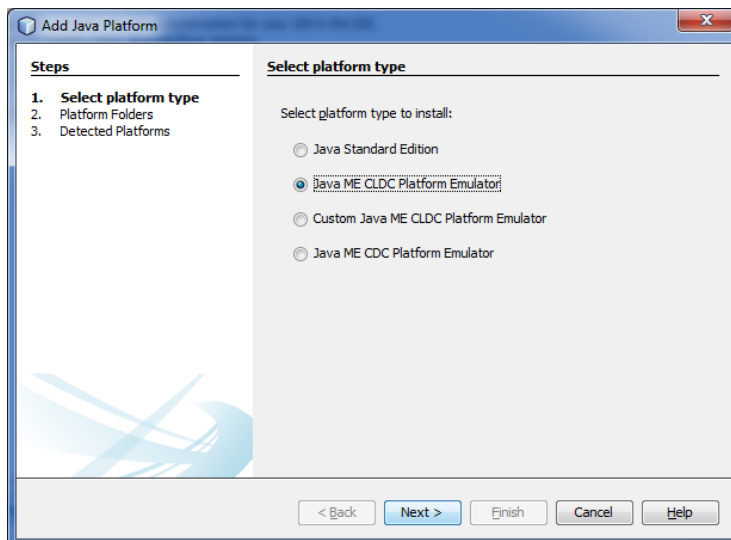 Add Java Platform
Steps
1. Select platform type
2. Platform Folders
3. Detected Platforms
Select platform type
Select platform type to install:
Java Standard Edition
Java ME CLDC Platform Emulator
Custom Java ME CLDC Platform Emulator
Java ME CDC Platform Emulator
< Back Next > Finish Cancel Help